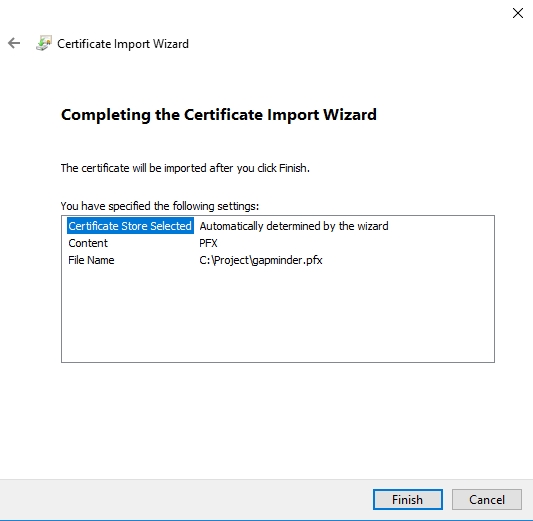 Certificate Import Wizard
Completing the Certificate Import Wizard
The certificate will be imported after you click Finish.
You have specified the following settings:
Certificate Store Selected Automatically determined by the wizard
Content PFX
File Name C:\Project\gapminder.pfx
Finish Cancel